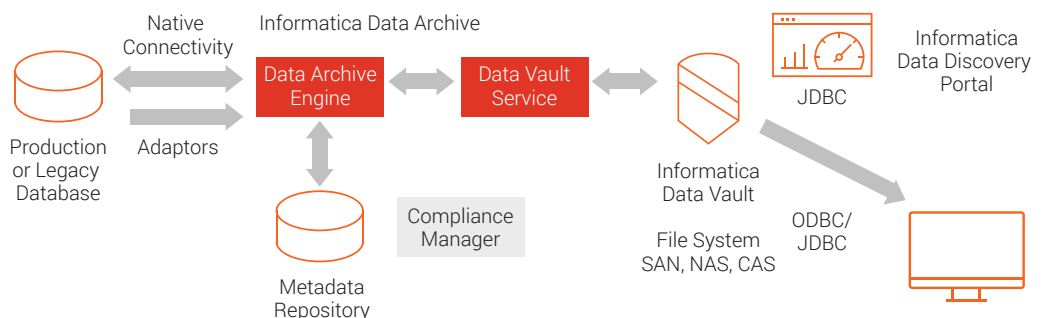 Native
Connectivity
Informatica Data Archive
Data Archive
Engine
Data Vault
Service
Adaptors
Production
or Legacy
Database
Compliance
Manager
Metadata
Repository
Informatica
Data Vault
File System
SAN, NAS, CAS
JDBC
Informatica
Data Discovery
Portal
ODBC/
JDBC